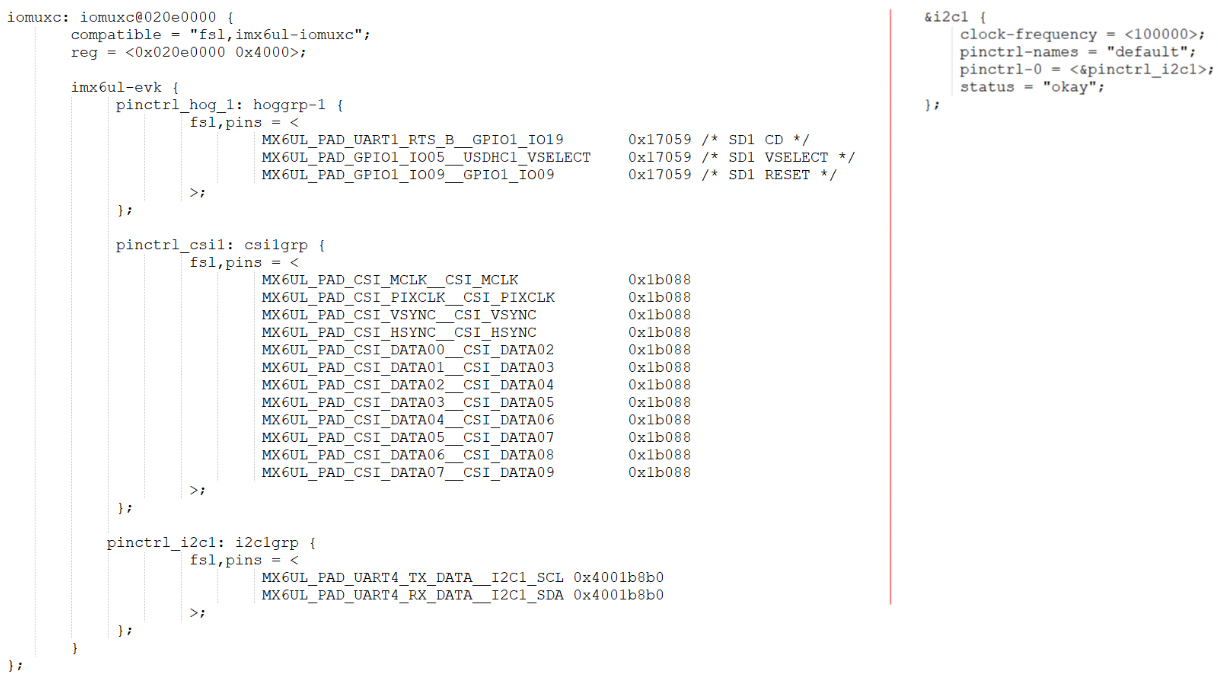 iomuxc: iomuxc@020e0000 {
compatible = "fsl,imx6ul-iomuxc";
reg = <0x020e0000 0x4000>;
imx6ul-evk {
pinctrl_hog_1: hoggrp-1 {
fsl,pins = <
MX6UL_PAD_UART1_RTS_B__GPIO1_IO19 0x17059 /* SD1 CD */
MX6UL_PAD_GPIO1_IO05__USDHC1_VSELECT 0x17059 /* SD1 VSELECT */
MX6UL_PAD_GPIO1_IO09__GPIO1_IO09 0x17059 /* SD1 RESET */
>;
};
pinctrl_csi1: csi1grp {
fsl,pins = <
MX6UL_PAD_CSI_MCLK__CSI_MCLK 0x1b088
MX6UL_PAD_CSI_PIXCLK__CSI_PIXCLK 0x1b088
MX6UL_PAD_CSI_VSYNC__CSI_VSYNC 0x1b088
MX6UL_PAD_CSI_HSYNC__CSI_HSYNC 0x1b088
MX6UL_PAD_CSI_DATA00__CSI_DATA02 0x1b088
MX6UL_PAD_CSI_DATA01__CSI_DATA03 0x1b088
MX6UL_PAD_CSI_DATA02__CSI_DATA04 0x1b088
MX6UL_PAD_CSI_DATA03__CSI_DATA05 0x1b088
MX6UL_PAD_CSI_DATA04__CSI_DATA06 0x1b088
MX6UL_PAD_CSI_DATA05__CSI_DATA07 0x1b088
MX6UL_PAD_CSI_DATA06__CSI_DATA08 0x1b088
MX6UL_PAD_CSI_DATA07__CSI_DATA09 0x1b088
>;
};
pinctrl_i2c1: i2c1grp {
fsl,pins = <
MX6UL_PAD_UART4_TX_DATA__I2C1_SCL 0x4001b8b0
MX6UL_PAD_UART4_RX_DATA__I2C1_SDA 0x4001b8b0
>;
};
}
};
&i2c1 {
clock-frequency = <100000>;
pinctrl-names = "default";
pinctrl-0 = <&pinctrl_i2c1>;
status = "okay";
};